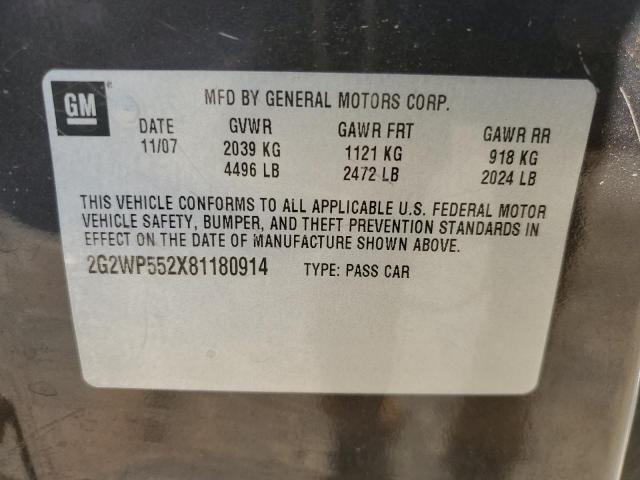 GM
MFD BY GENERAL MOTORS CORP.
DATE GVWR GAWR FRT GAWR RR
11/07 2039 KG 1121 KG 918 KG
4496 LB 2472 LB 2024 LB
THIS VEHICLE CONFORMS TO ALL APPLICABLE U.S. FEDERAL MOTOR
VEHICLE SAFETY, BUMPER, AND THEFT PREVENTION STANDARDS IN
EFFECT ON THE DATE OF MANUFACTURE SHOWN ABOVE.
2G2WP552X81180914 TYPE: PASS CAR